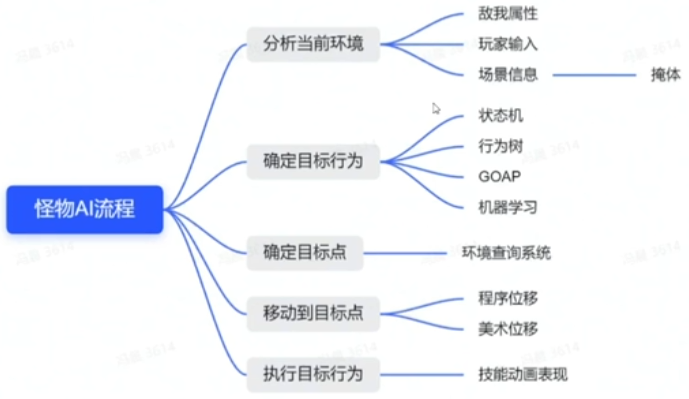 怪物AI流程
分析当前环境
敌我属性
玩家输入
场景信息
掩体
确定目标行为
状态机
行为树
GOAP
机器学习
确定目标点
环境查询系统
移动到目标点
程序位移
美术位移
执行目标行为
技能动画表现